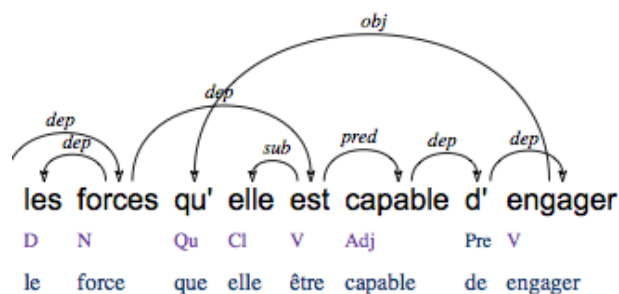 obj
dep dep
dep sub pred dep dep
les forces qu' elle est capable d' engager
D N Qu Cl V Adj Pre V
le force que elle être capable de engager